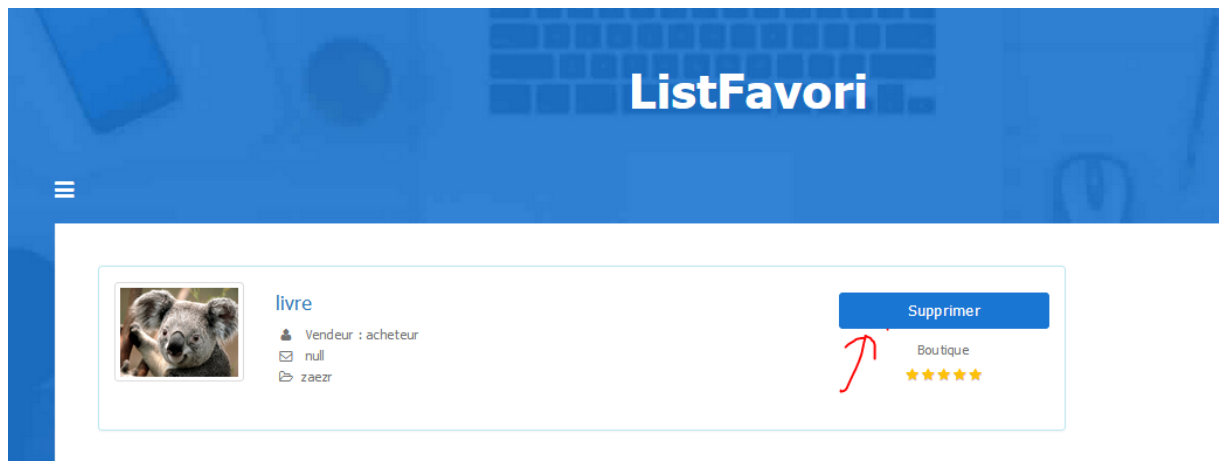 ListFavori
livre
Vendeur : acheteur
null
zaezr
Supprimer
Boutique